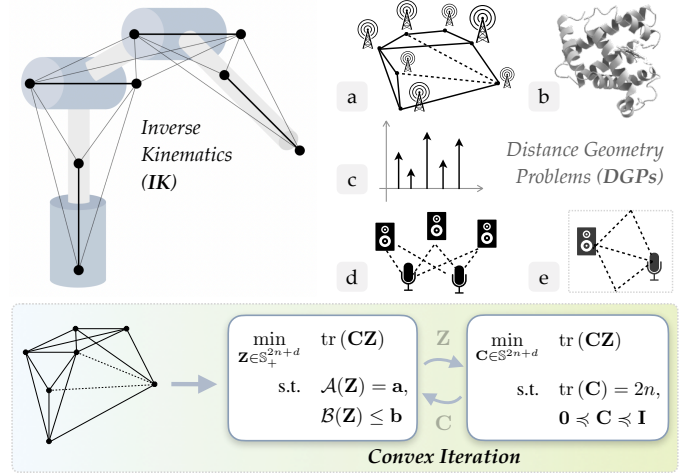 Inverse
Kinematics
(IK)
a
b
c
Distance Geometry
Problems (DGPs)
d
e
min tr (CZ)
Z∈𝕊₊²ⁿ⁺ᵈ
s.t. 𝒜(Z) = a,
ℬ(Z) ≤ b
Z
C
min tr (CZ)
C∈𝕊²ⁿ⁺ᵈ
s.t. tr (C) = 2n,
0 ≼ C ≼ I
Convex Iteration